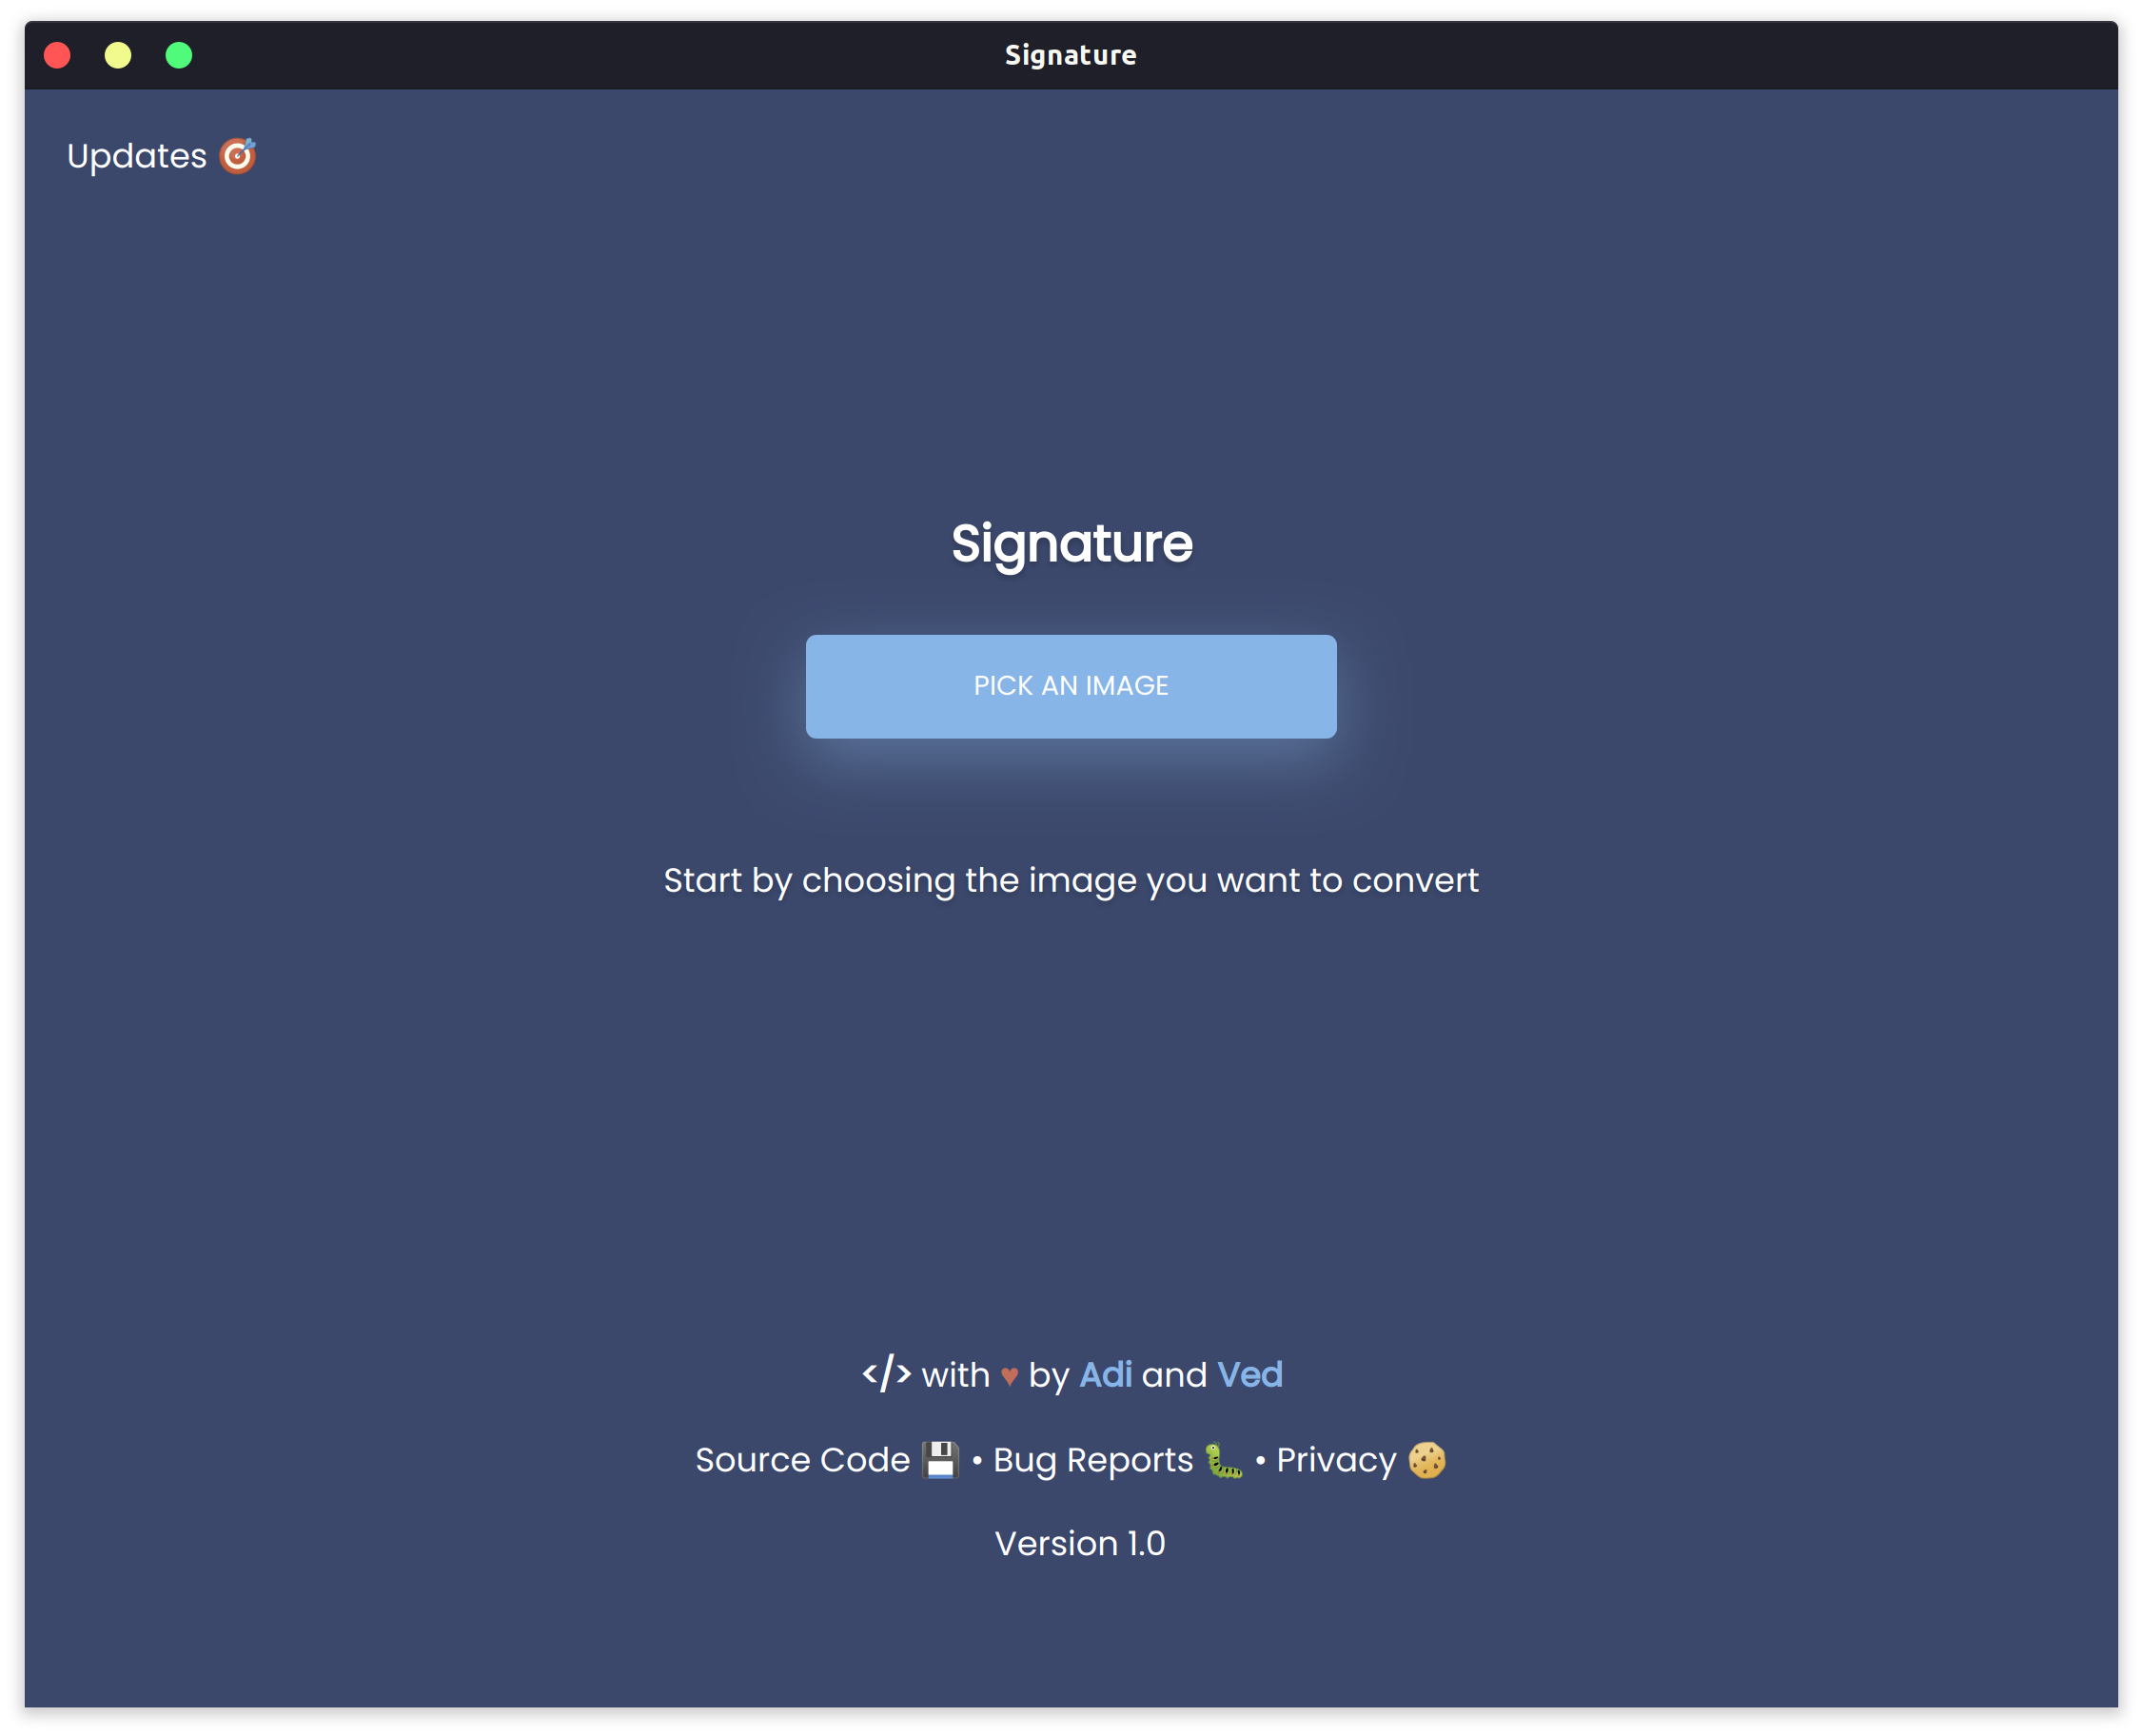 Signature
Updates 🎯
Signature
PICK AN IMAGE
Start by choosing the image you want to convert
</> with ♥ by Adi and Ved
Source Code 💾 • Bug Reports 🐛 • Privacy 🍪
Version 1.0